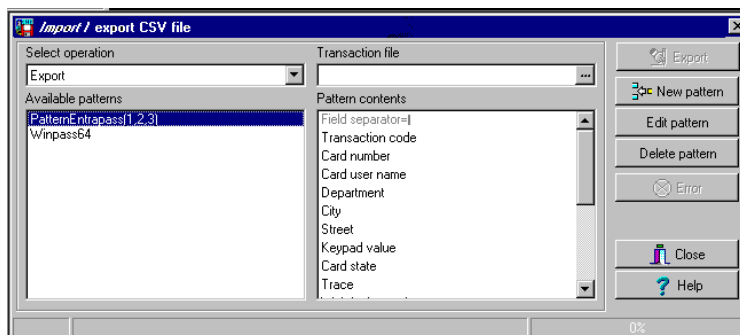 Import / export CSV file
Select operation
Transaction file
Export
Export
...
New pattern
Available patterns
Pattern contents
PatternEntrapass(1,2,3)
Winpass64
Field separator=|
Transaction code
Card number
Card user name
Department
City
Street
Keypad value
Card state
Trace
Edit pattern
Delete pattern
Error
Close
Help
0%